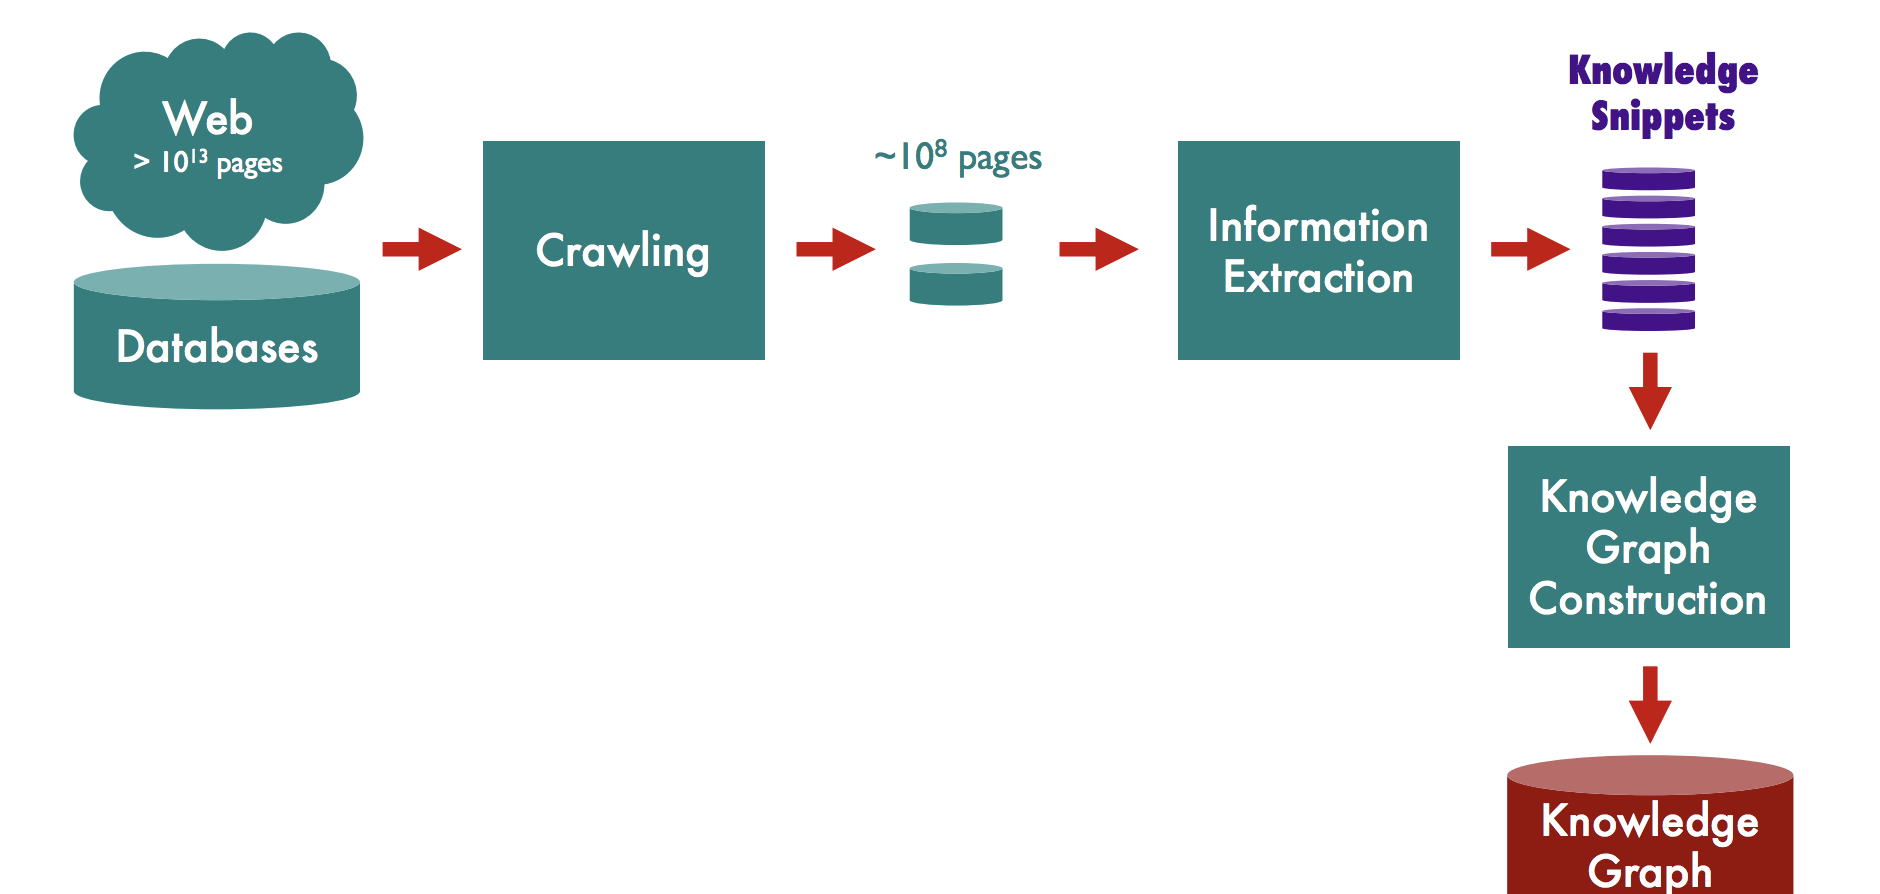 Web
> 10¹³ pages
Databases
Crawling
~10⁸ pages
Information
Extraction
Knowledge
Snippets
Knowledge
Graph
Construction
Knowledge
Graph